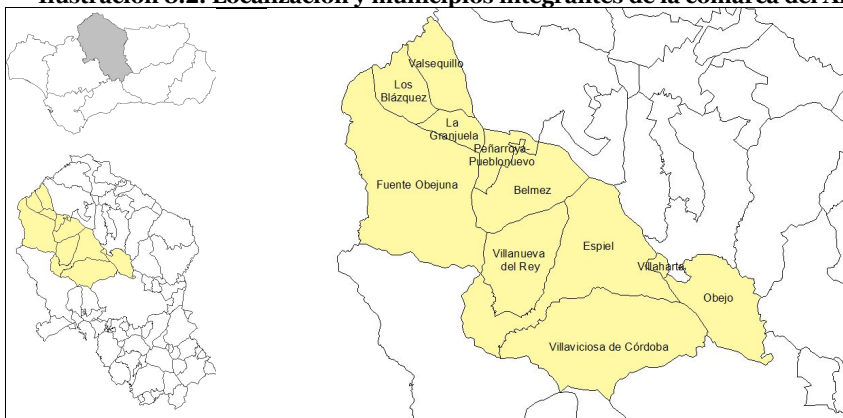 Ilustración 3.2. Localización y municipios integrantes de la comarca del
Valsequillo
Los
Blázquez
La
Granjuela
Peñarroya-
Pueblonuevo
Fuente Obejuna
Belmez
Villanueva
del Rey
Espiel
Villaharta
Obejo
Villaviciosa de Córdoba